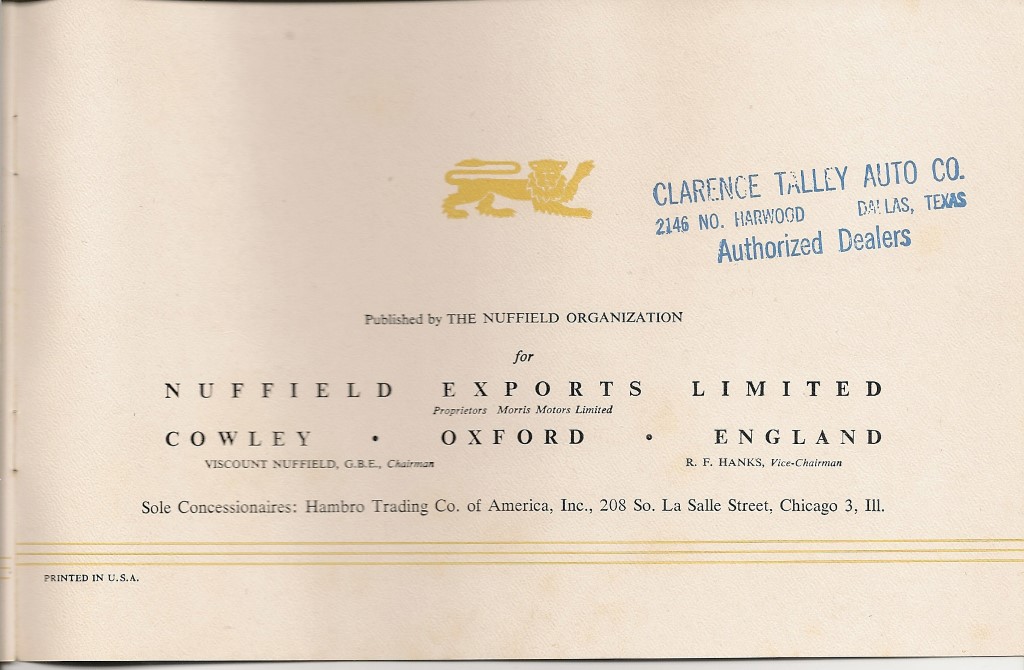 CLARENCE TALLEY AUTO CO.
2146 NO. HARWOOD DALLAS, TEXAS
Authorized Dealers
Published by THE NUFFIELD ORGANIZATION
for
NUFFIELD EXPORTS LIMITED
Proprietors Morris Motors Limited
COWLEY • OXFORD • ENGLAND
VISCOUNT NUFFIELD, G.B.E., Chairman R. F. HANKS, Vice-Chairman
Sole Concessionaires: Hambro Trading Co. of America, Inc., 208 So. La Salle Street, Chicago 3, Ill.
PRINTED IN U.S.A.